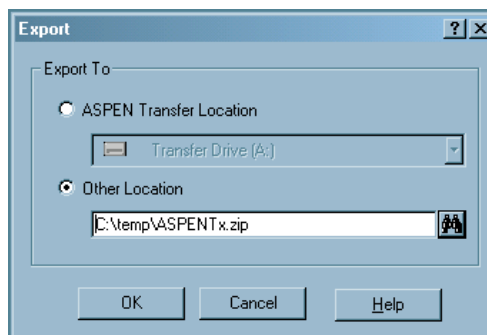 Export
Export To
ASPEN Transfer Location
Transfer Drive (A:)
Other Location
C:\temp\ASPENTx.zip
OK Cancel Help